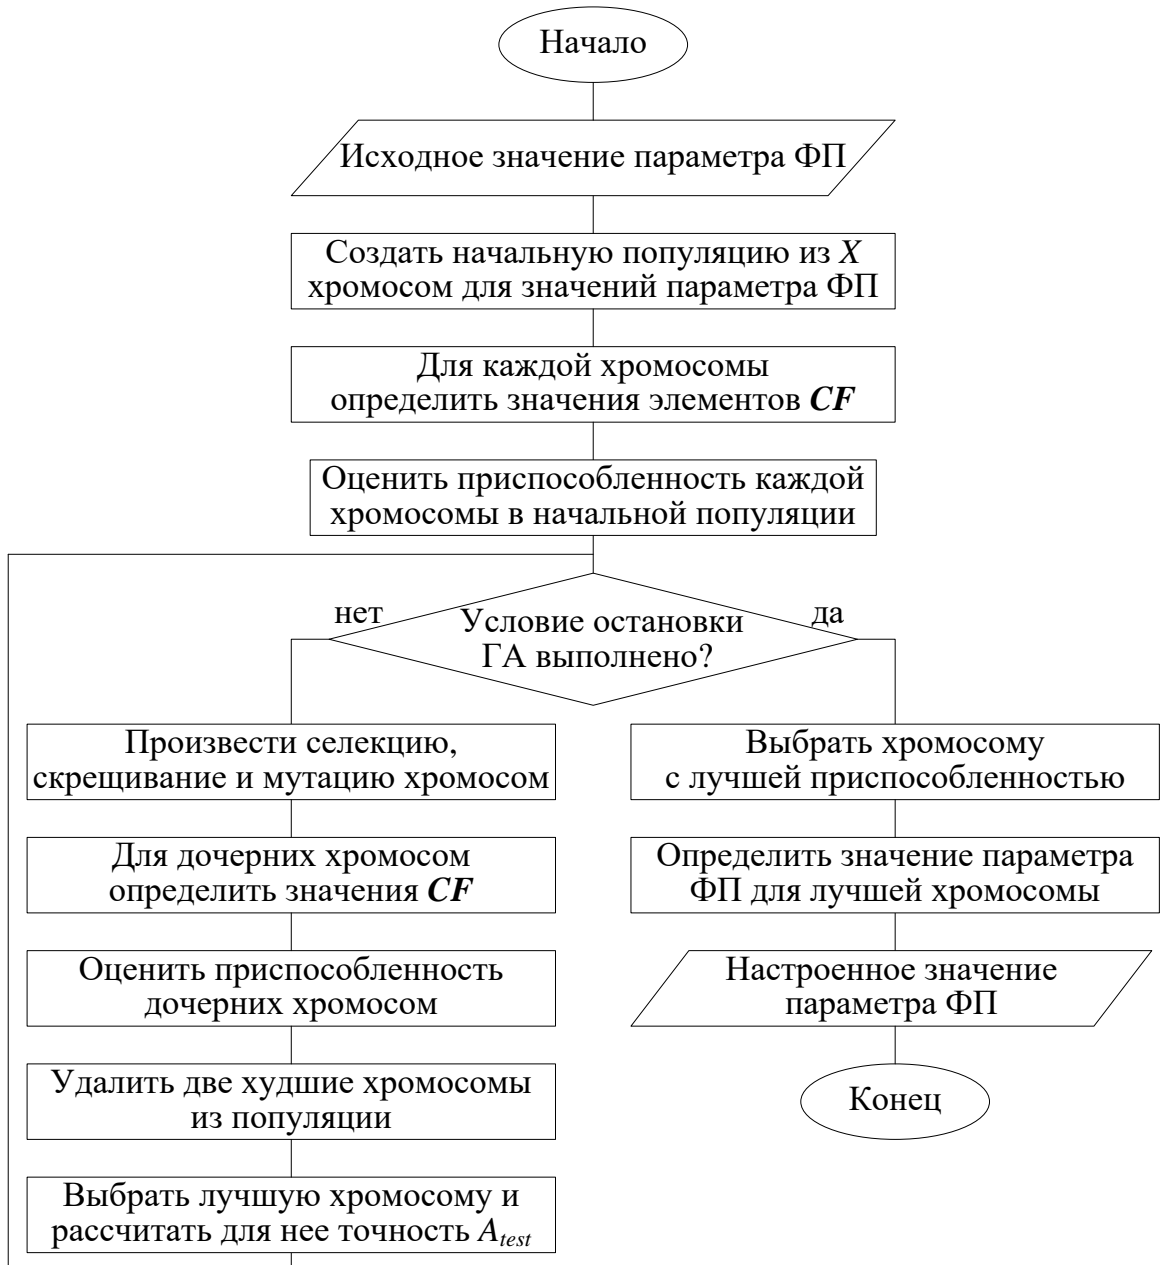 Начало
Исходное значение параметра ФП
Создать начальную популяцию из X
хромосом для значений параметра ФП
Для каждой хромосомы
определить значения элементов CF
Оценить приспособленность каждой
хромосомы в начальной популяции
нет
Условие остановки
ГА выполнено?
да
Произвести селекцию,
скрещивание и мутацию хромосом
Для дочерних хромосом
определить значения CF
Оценить приспособленность
дочерних хромосом
Удалить две худшие хромосомы
из популяции
Выбрать лучшую хромосому и
рассчитать для нее точность A_test
Выбрать хромосому
с лучшей приспособленностью
Определить значение параметра
ФП для лучшей хромосомы
Настроенное значение
параметра ФП
Конец